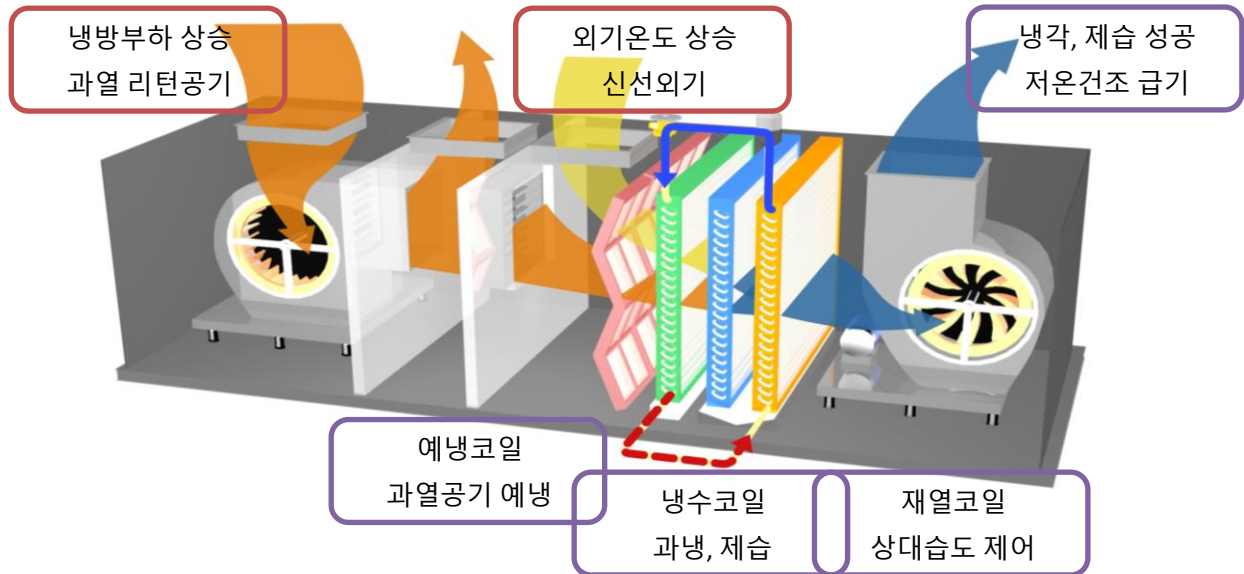 냉방부하 상승
과열 리턴공기
외기온도 상승
신선외기
냉각, 제습 성공
저온건조 급기
예냉코일
과열공기 예냉
냉수코일
과냉, 제습
재열코일
상대습도 제어